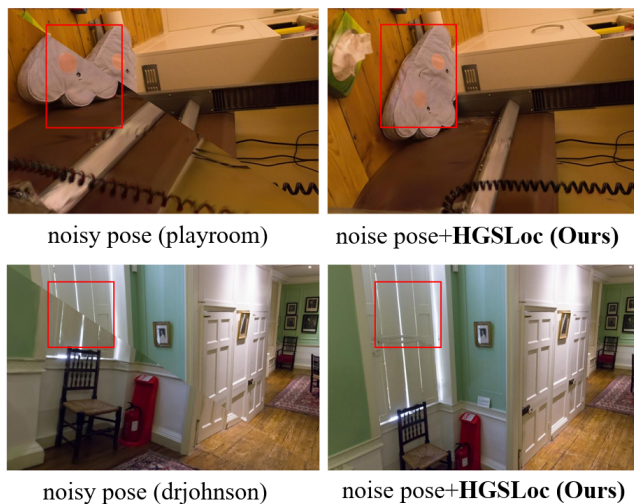 noisy pose (playroom)
noise pose+HGSLoc (Ours)
noisy pose (drjohnson)
noise pose+HGSLoc (Ours)